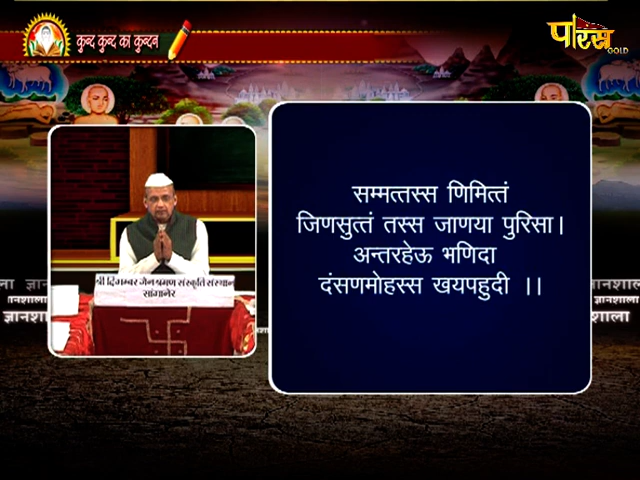 कुन्द कुन्द का कुन्दन
पारस
GOLD
सम्मत्तस्स णिमित्तं
जिणसुत्तं तस्स जाणया पुरिसा।
अन्तरहेऊ भणिदा
दंसणमोहस्स खयपहुदी ।।
श्री दिगम्बर जैन श्रमण संस्कृति संस्थान
सांगानेर
ज्ञानशाला
ज्ञानशाला